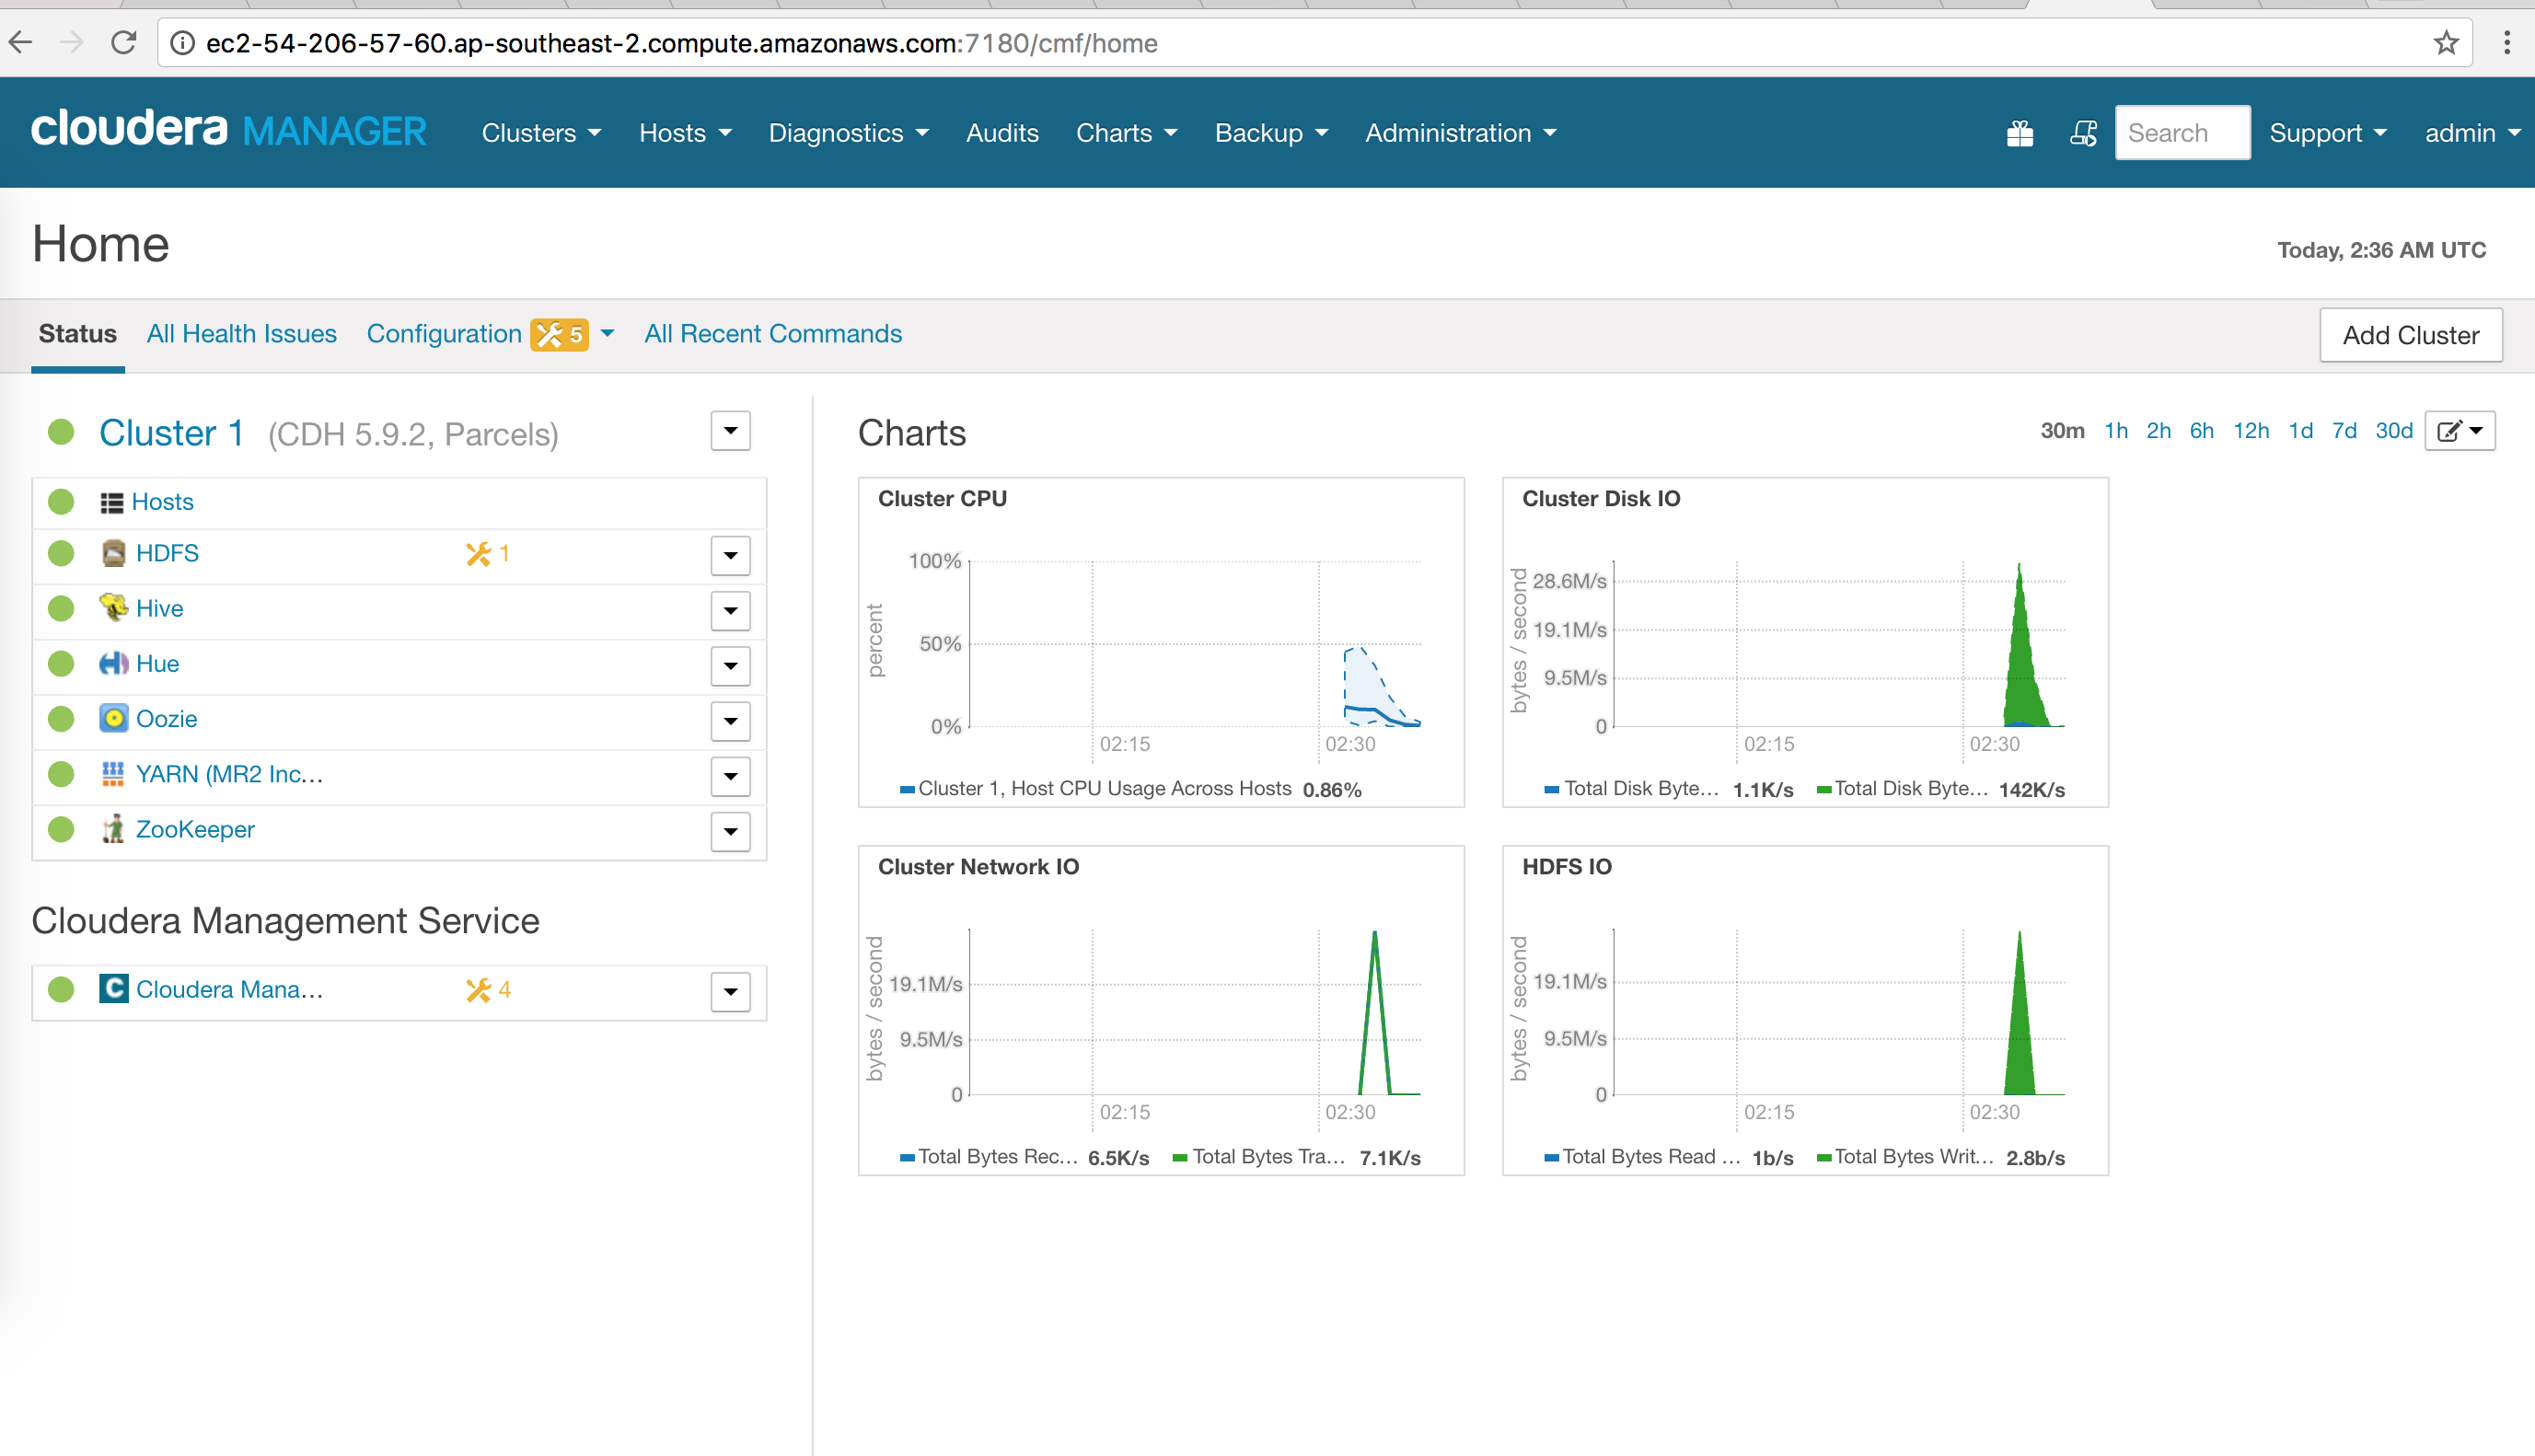 ec2-54-206-57-60.ap-southeast-2.compute.amazonaws.com:7180/cmf/home
cloudera MANAGER Clusters Hosts Diagnostics Audits Charts Backup Administration Search Support admin
Home
Today, 2:36 AM UTC
Status All Health Issues Configuration 5 All Recent Commands Add Cluster
Cluster 1 (CDH 5.9.2, Parcels)
Hosts
HDFS 1
Hive
Hue
Oozie
YARN (MR2 Inc...
ZooKeeper
Cloudera Management Service
C Cloudera Mana... 4
Charts
30m 1h 2h 6h 12h 1d 7d 30d
Cluster CPU
percent
100%
50%
0%
02:15 02:30
Cluster 1, Host CPU Usage Across Hosts 0.86%
Cluster Disk IO
bytes / second
28.6M/s
19.1M/s
9.5M/s
0
02:15 02:30
Total Disk Byte... 1.1K/s Total Disk Byte... 142K/s
Cluster Network IO
bytes / second
19.1M/s
9.5M/s
0
02:15 02:30
Total Bytes Rec... 6.5K/s Total Bytes Tra... 7.1K/s
HDFS IO
bytes / second
19.1M/s
9.5M/s
0
02:15 02:30
Total Bytes Read ... 1b/s Total Bytes Writ... 2.8b/s